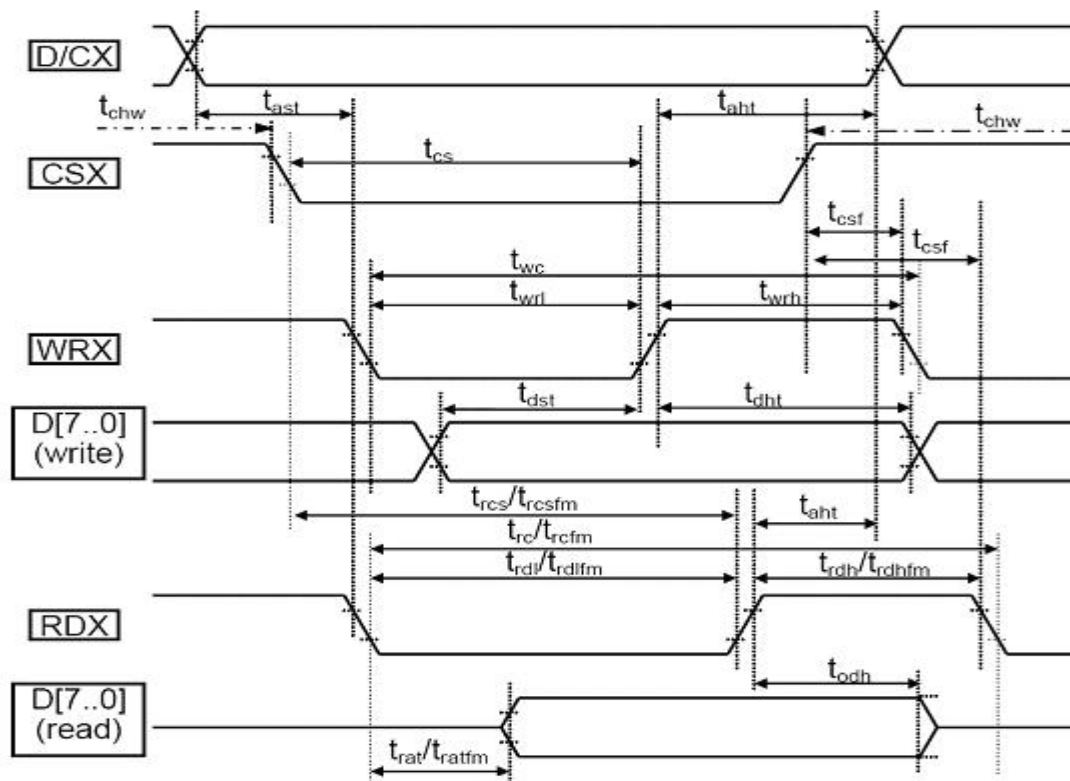 D/CX
t_chw
t_ast
t_aht
t_chw
t_cs
CSX
t_csf
t_csf
t_wc
t_wrl
t_wrh
WRX
t_dst
t_dht
D[7..0]
(write)
t_rcs/t_rcsfm
t_aht
t_rc/t_rcfm
t_rdl/t_rdlfm
t_rdh/t_rdhfm
RDX
t_odh
D[7..0]
(read)
t_rat/t_ratfm